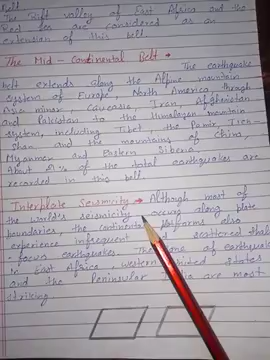 Belt.
The Rift valley of East Africa and the
Red Sea are considered as an
extension of this belt.
The Mid-Continental Belt →
The earthquake
belt extends along the Alpine mountain
system of Europe, North America, through
Asia minor, Caucasia, Iran, Afghanistan
and Pakistan to the Himalayan mountain
system, including Tibet, the Pamir, Tien-
Shan and the mountains of China,
Myanmer and Eastern Siberia.
About 21% of the total earthquakes are
recorded in this belt.
Interplate Seismicity → Although most of
the world's seismicity occurs along plate
boundaries, the continental platforms also
experience infrequent scattered
- focus earthquakes. The zone of earthquake
in East Africa, western United States
and the Peninsular India are most
striking.